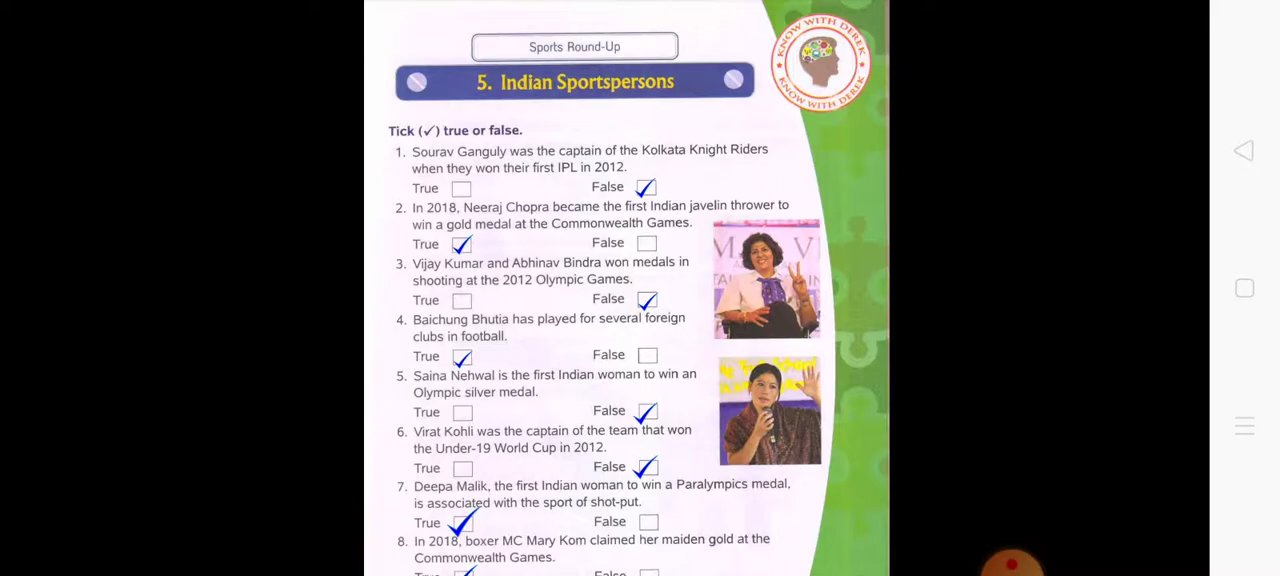 Sports Round-Up
KNOW WITH DEREK
KNOW WITH DEREK
5. Indian Sportspersons
Tick (✓) true or false.
1. Sourav Ganguly was the captain of the Kolkata Knight Riders
when they won their first IPL in 2012.
True False
2. In 2018, Neeraj Chopra became the first Indian javelin thrower to
win a gold medal at the Commonwealth Games.
True False
3. Vijay Kumar and Abhinav Bindra won medals in
shooting at the 2012 Olympic Games.
True False
4. Baichung Bhutia has played for several foreign
clubs in football.
True False
5. Saina Nehwal is the first Indian woman to win an
Olympic silver medal.
True False
6. Virat Kohli was the captain of the team that won
the Under-19 World Cup in 2012.
True False
7. Deepa Malik, the first Indian woman to win a Paralympics medal,
is associated with the sport of shot-put.
True False
8. In 2018, boxer MC Mary Kom claimed her maiden gold at the
Commonwealth Games.
True False